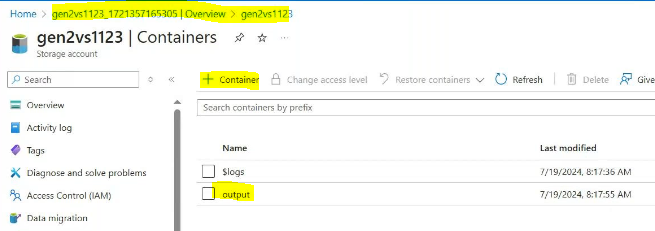 Home > gen2vs1123_1721357165305 | Overview > gen2vs1123
gen2vs1123 | Containers
Storage account
Search
+ Container Change access level Restore containers Refresh Delete Give
Search containers by prefix
Overview
Activity log
Tags
Diagnose and solve problems
Access Control (IAM)
Data migration
Name Last modified
$logs 7/19/2024, 8:17:36 AM
output 7/19/2024, 8:17:55 AM